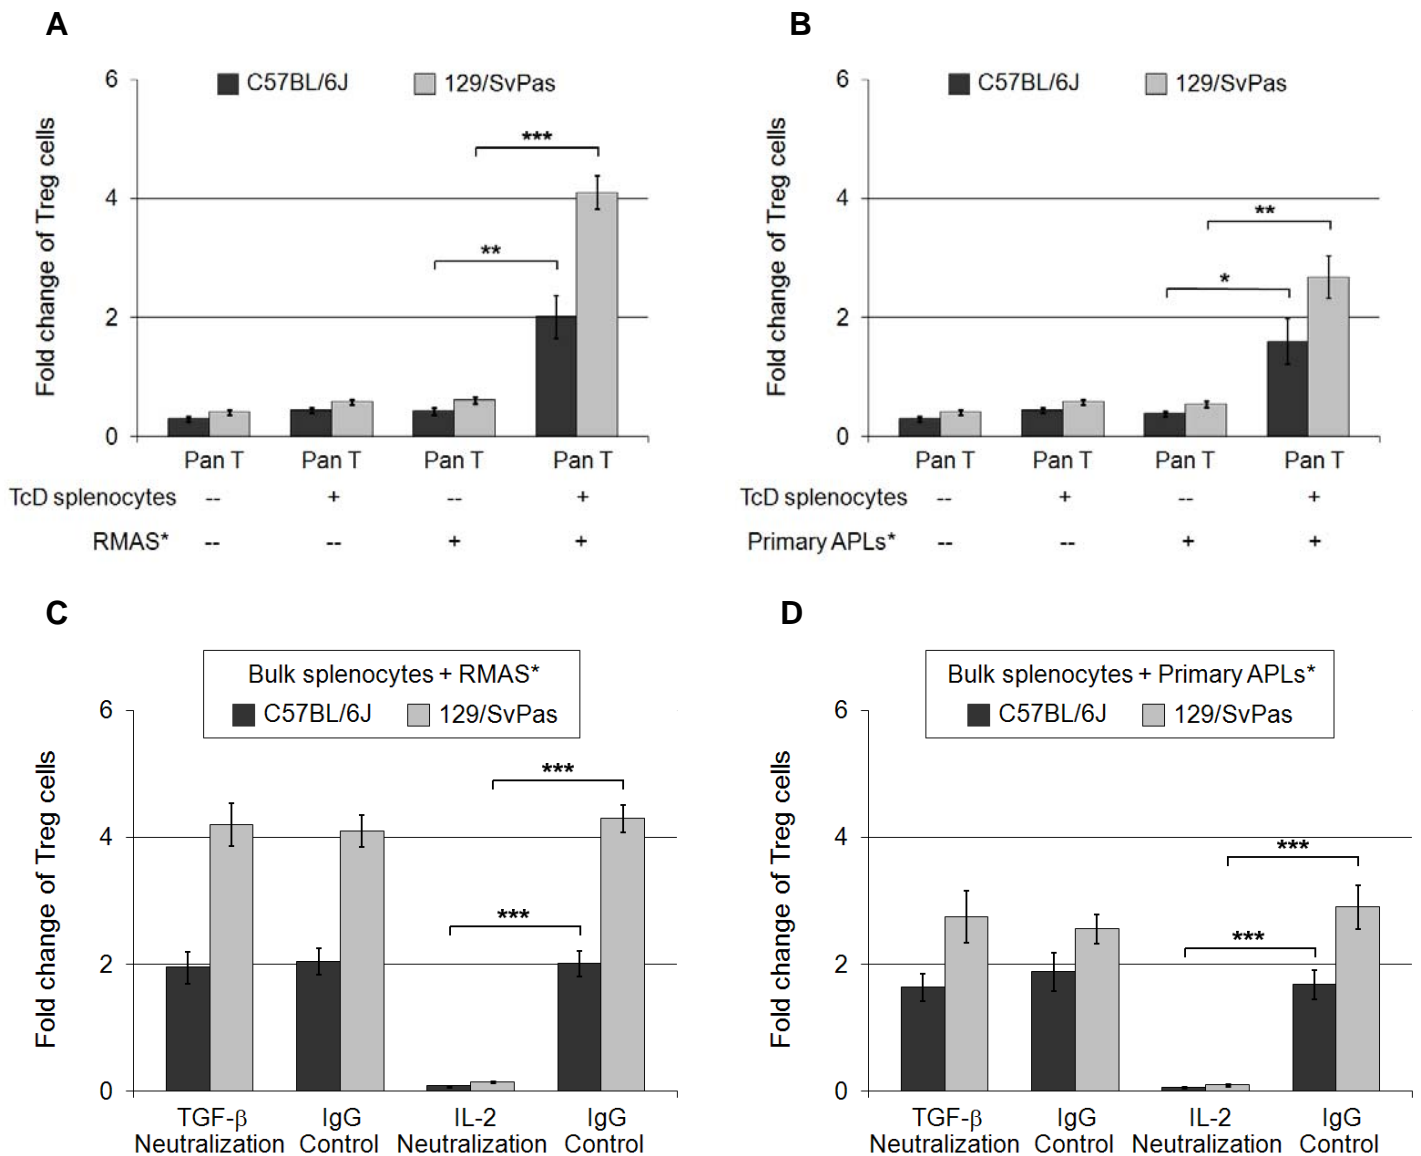 A
Fold change of Treg cells
6
4
2
0
C57BL/6J 129/SvPas
***
**
Pan T Pan T Pan T Pan T
TcD splenocytes -- + -- +
RMAS* -- -- + +
B
Fold change of Treg cells
6
4
2
0
C57BL/6J 129/SvPas
**
*
Pan T Pan T Pan T Pan T
TcD splenocytes -- + -- +
Primary APLs* -- -- + +
C
Bulk splenocytes + RMAS*
C57BL/6J 129/SvPas
Fold change of Treg cells
6
4
2
0
***
***
TGF-β IgG IL-2 IgG
Neutralization Control Neutralization Control
D
Bulk splenocytes + Primary APLs*
C57BL/6J 129/SvPas
Fold change of Treg cells
6
4
2
0
***
***
TGF-β IgG IL-2 IgG
Neutralization Control Neutralization Control